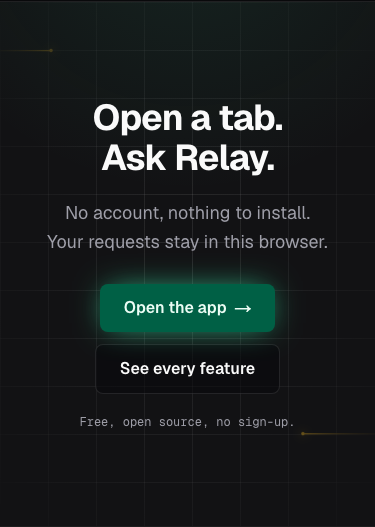 Open a tab.
Ask Relay.
No account, nothing to install.
Your requests stay in this browser.
Open the app →
See every feature
Free, open source, no sign-up.